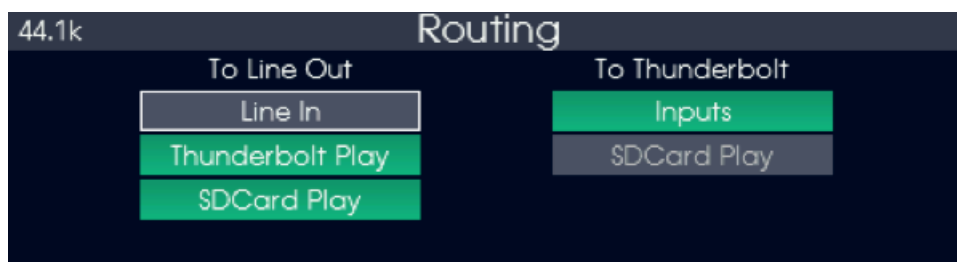 44.1k
Routing
To Line Out
Line In
Thunderbolt Play
SDCard Play
To Thunderbolt
Inputs
SDCard Play